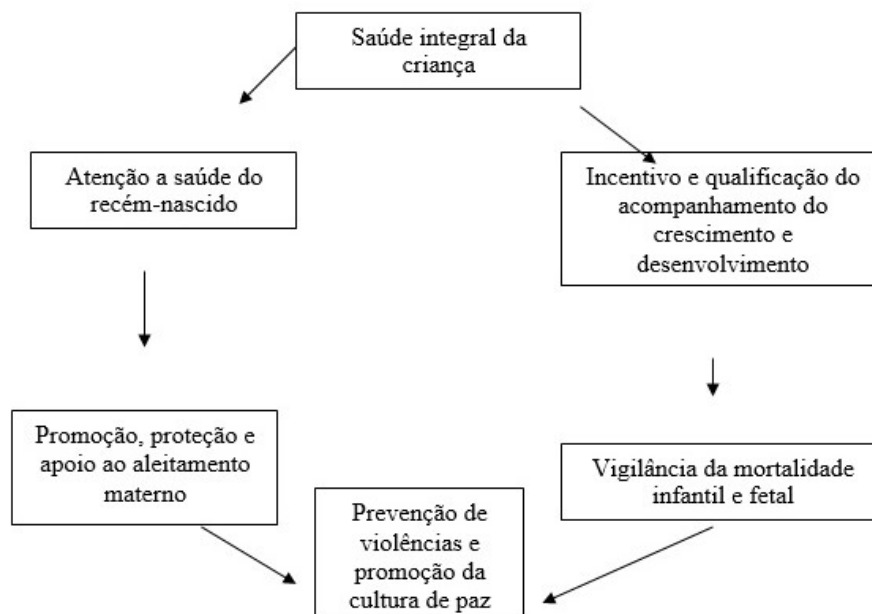 Saúde integral da
criança
Atenção a saúde do
recém-nascido
Incentivo e qualificação do
acompanhamento do
crescimento e
desenvolvimento
Promoção, proteção e
apoio ao aleitamento
materno
Vigilância da mortalidade
infantil e fetal
Prevenção de
violências e
promoção da
cultura de paz